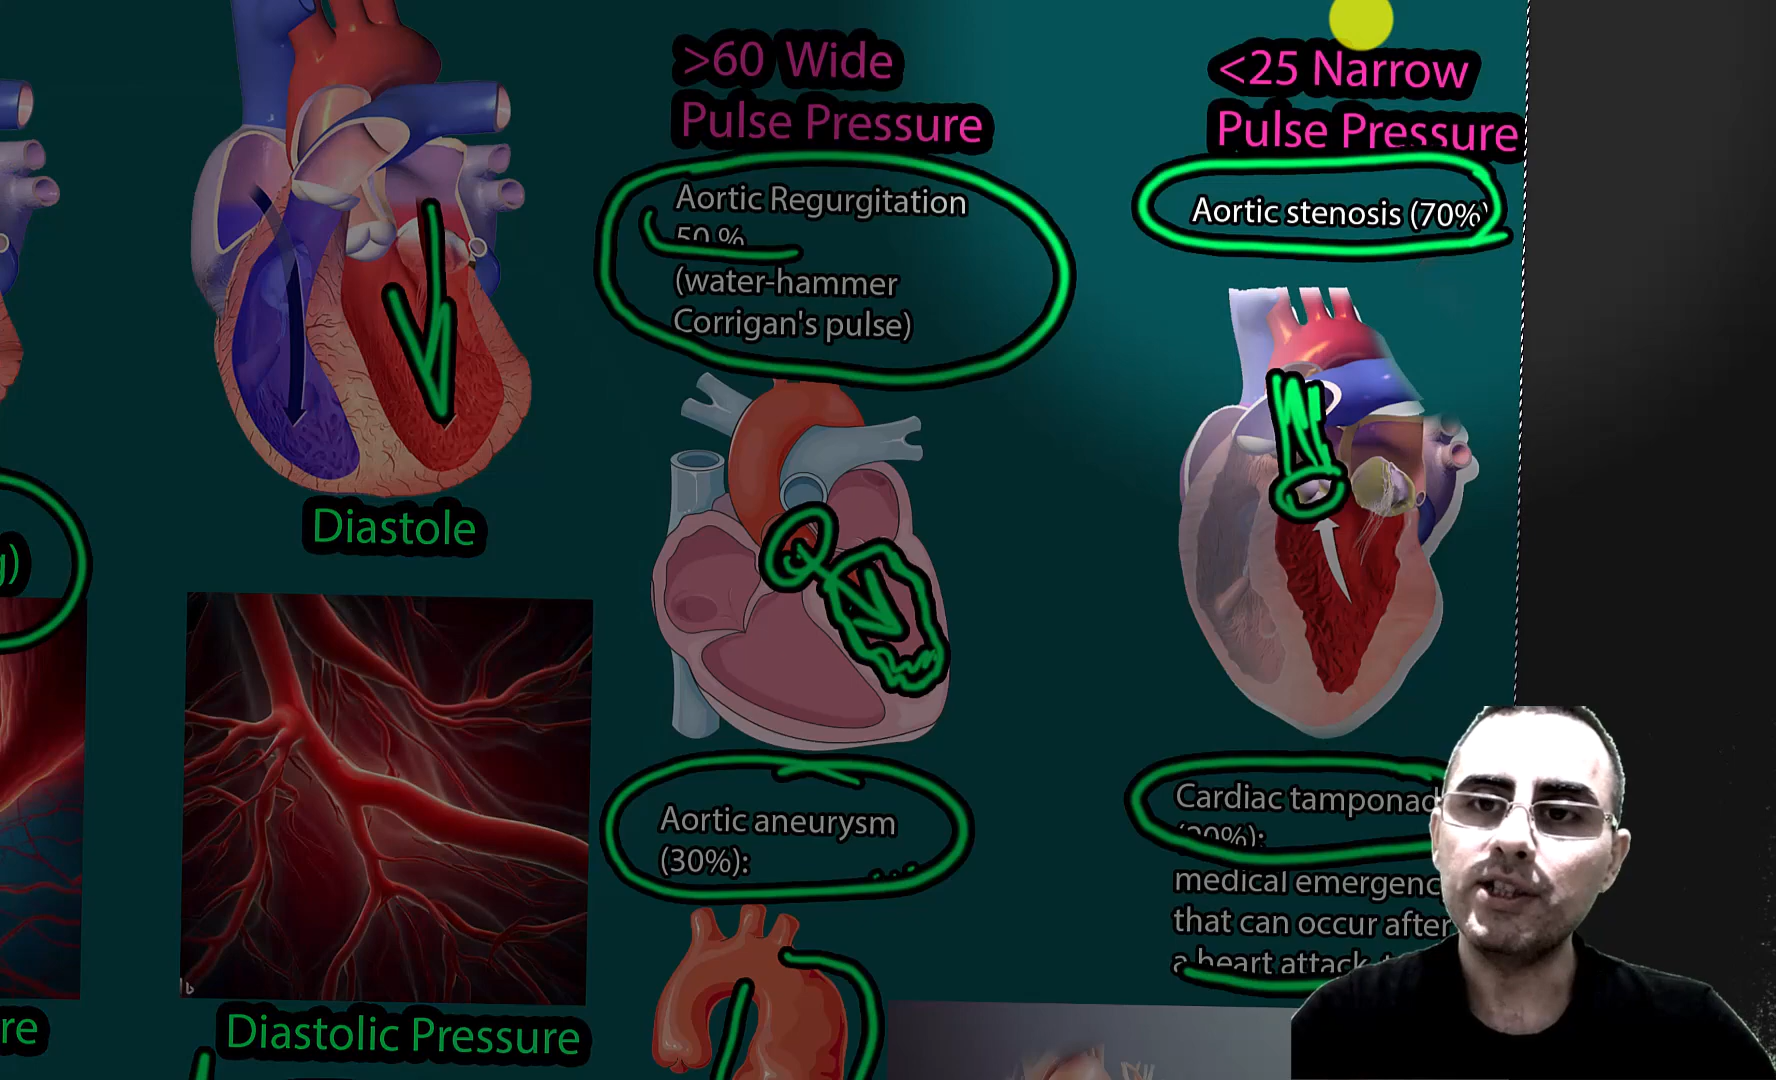 >60 Wide
Pulse Pressure
Aortic Regurgitation
50 %
(water-hammer
Corrigan's pulse)
<25 Narrow
Pulse Pressure
Aortic stenosis (70%)
Diastole
g)
Aortic aneurysm
(30%):
Cardiac tamponad
medical emergenc
that can occur after
a heart attack
re
Diastolic Pressure